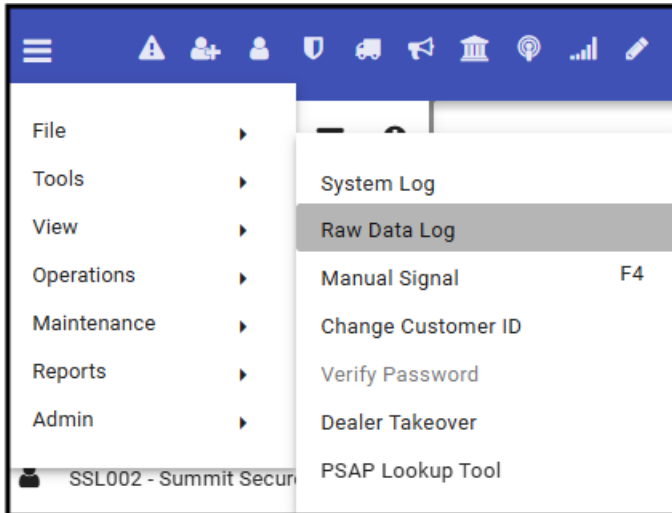 File
Tools
View
Operations
Maintenance
Reports
Admin
System Log
Raw Data Log
Manual Signal F4
Change Customer ID
Verify Password
Dealer Takeover
PSAP Lookup Tool
SSL002 - Summit Secur